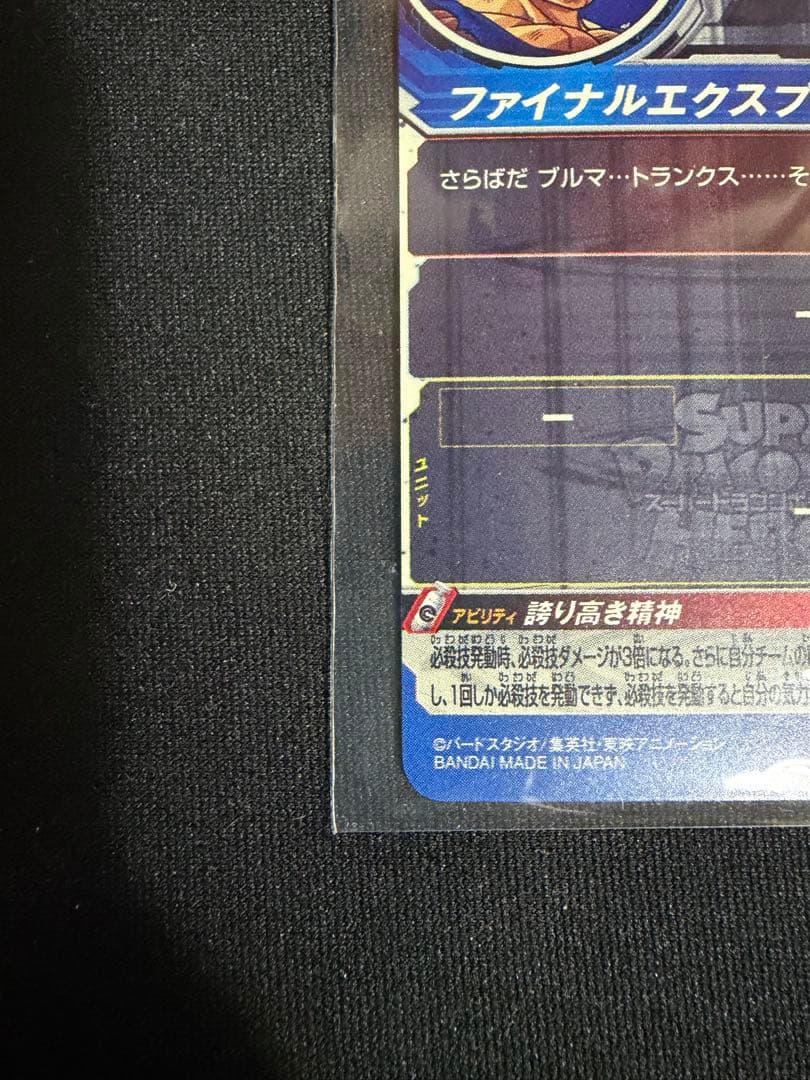 ファイナルエクスプ
さらばだ ブルマ…トランクス……そ
ー
SUP
スーパードラゴンボ
HER
ー
ー
ユニット
アビリティ 誇り高き精神
必殺技発動時、必殺技ダメージが3倍になる。さらに自分チームの
し、1回しか必殺技を発動できず、必殺技を発動すると自分の気力
©バードスタジオ/集英社・東映アニメーション
BANDAI MADE IN JAPAN